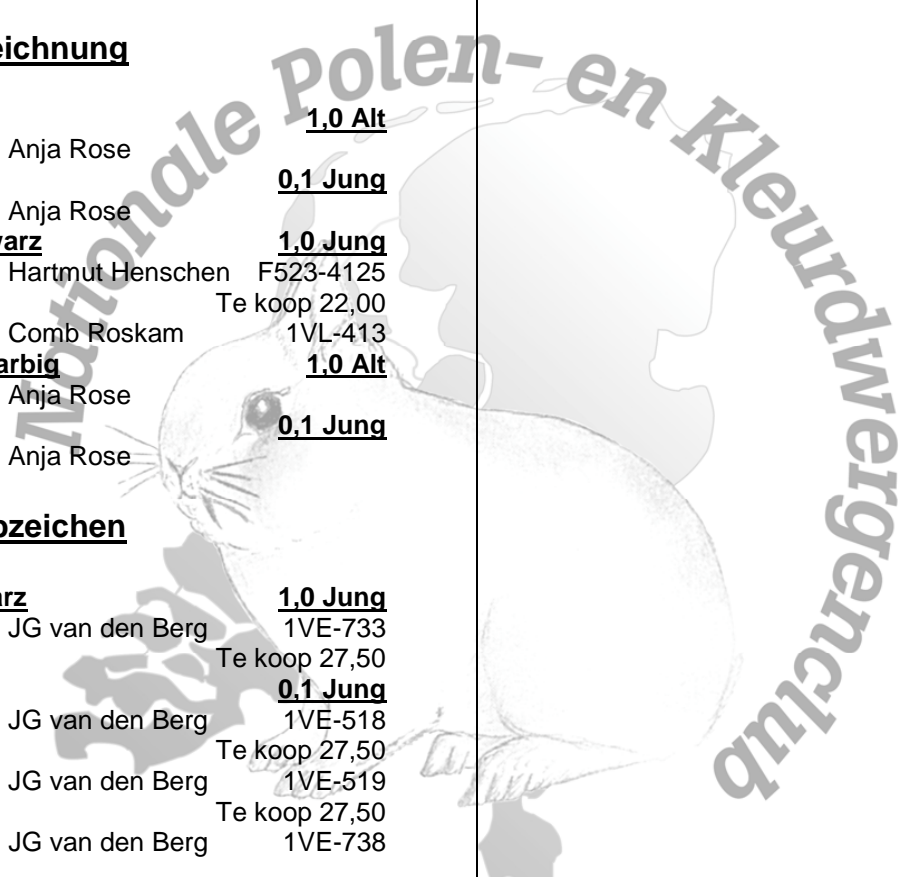 eichnung
1,0 Alt
Anja Rose
0,1 Jung
Anja Rose
arz 1,0 Jung
Hartmut Henschen F523-4125
Te koop 22,00
Comb Roskam 1VL-413
arbig 1,0 Alt
Anja Rose
0,1 Jung
Anja Rose
bzeichen
arz 1,0 Jung
JG van den Berg 1VE-733
Te koop 27,50
0,1 Jung
JG van den Berg 1VE-518
Te koop 27,50
JG van den Berg 1VE-519
Te koop 27,50
JG van den Berg 1VE-738
Nationale Polen- en Kleurdwergenclub